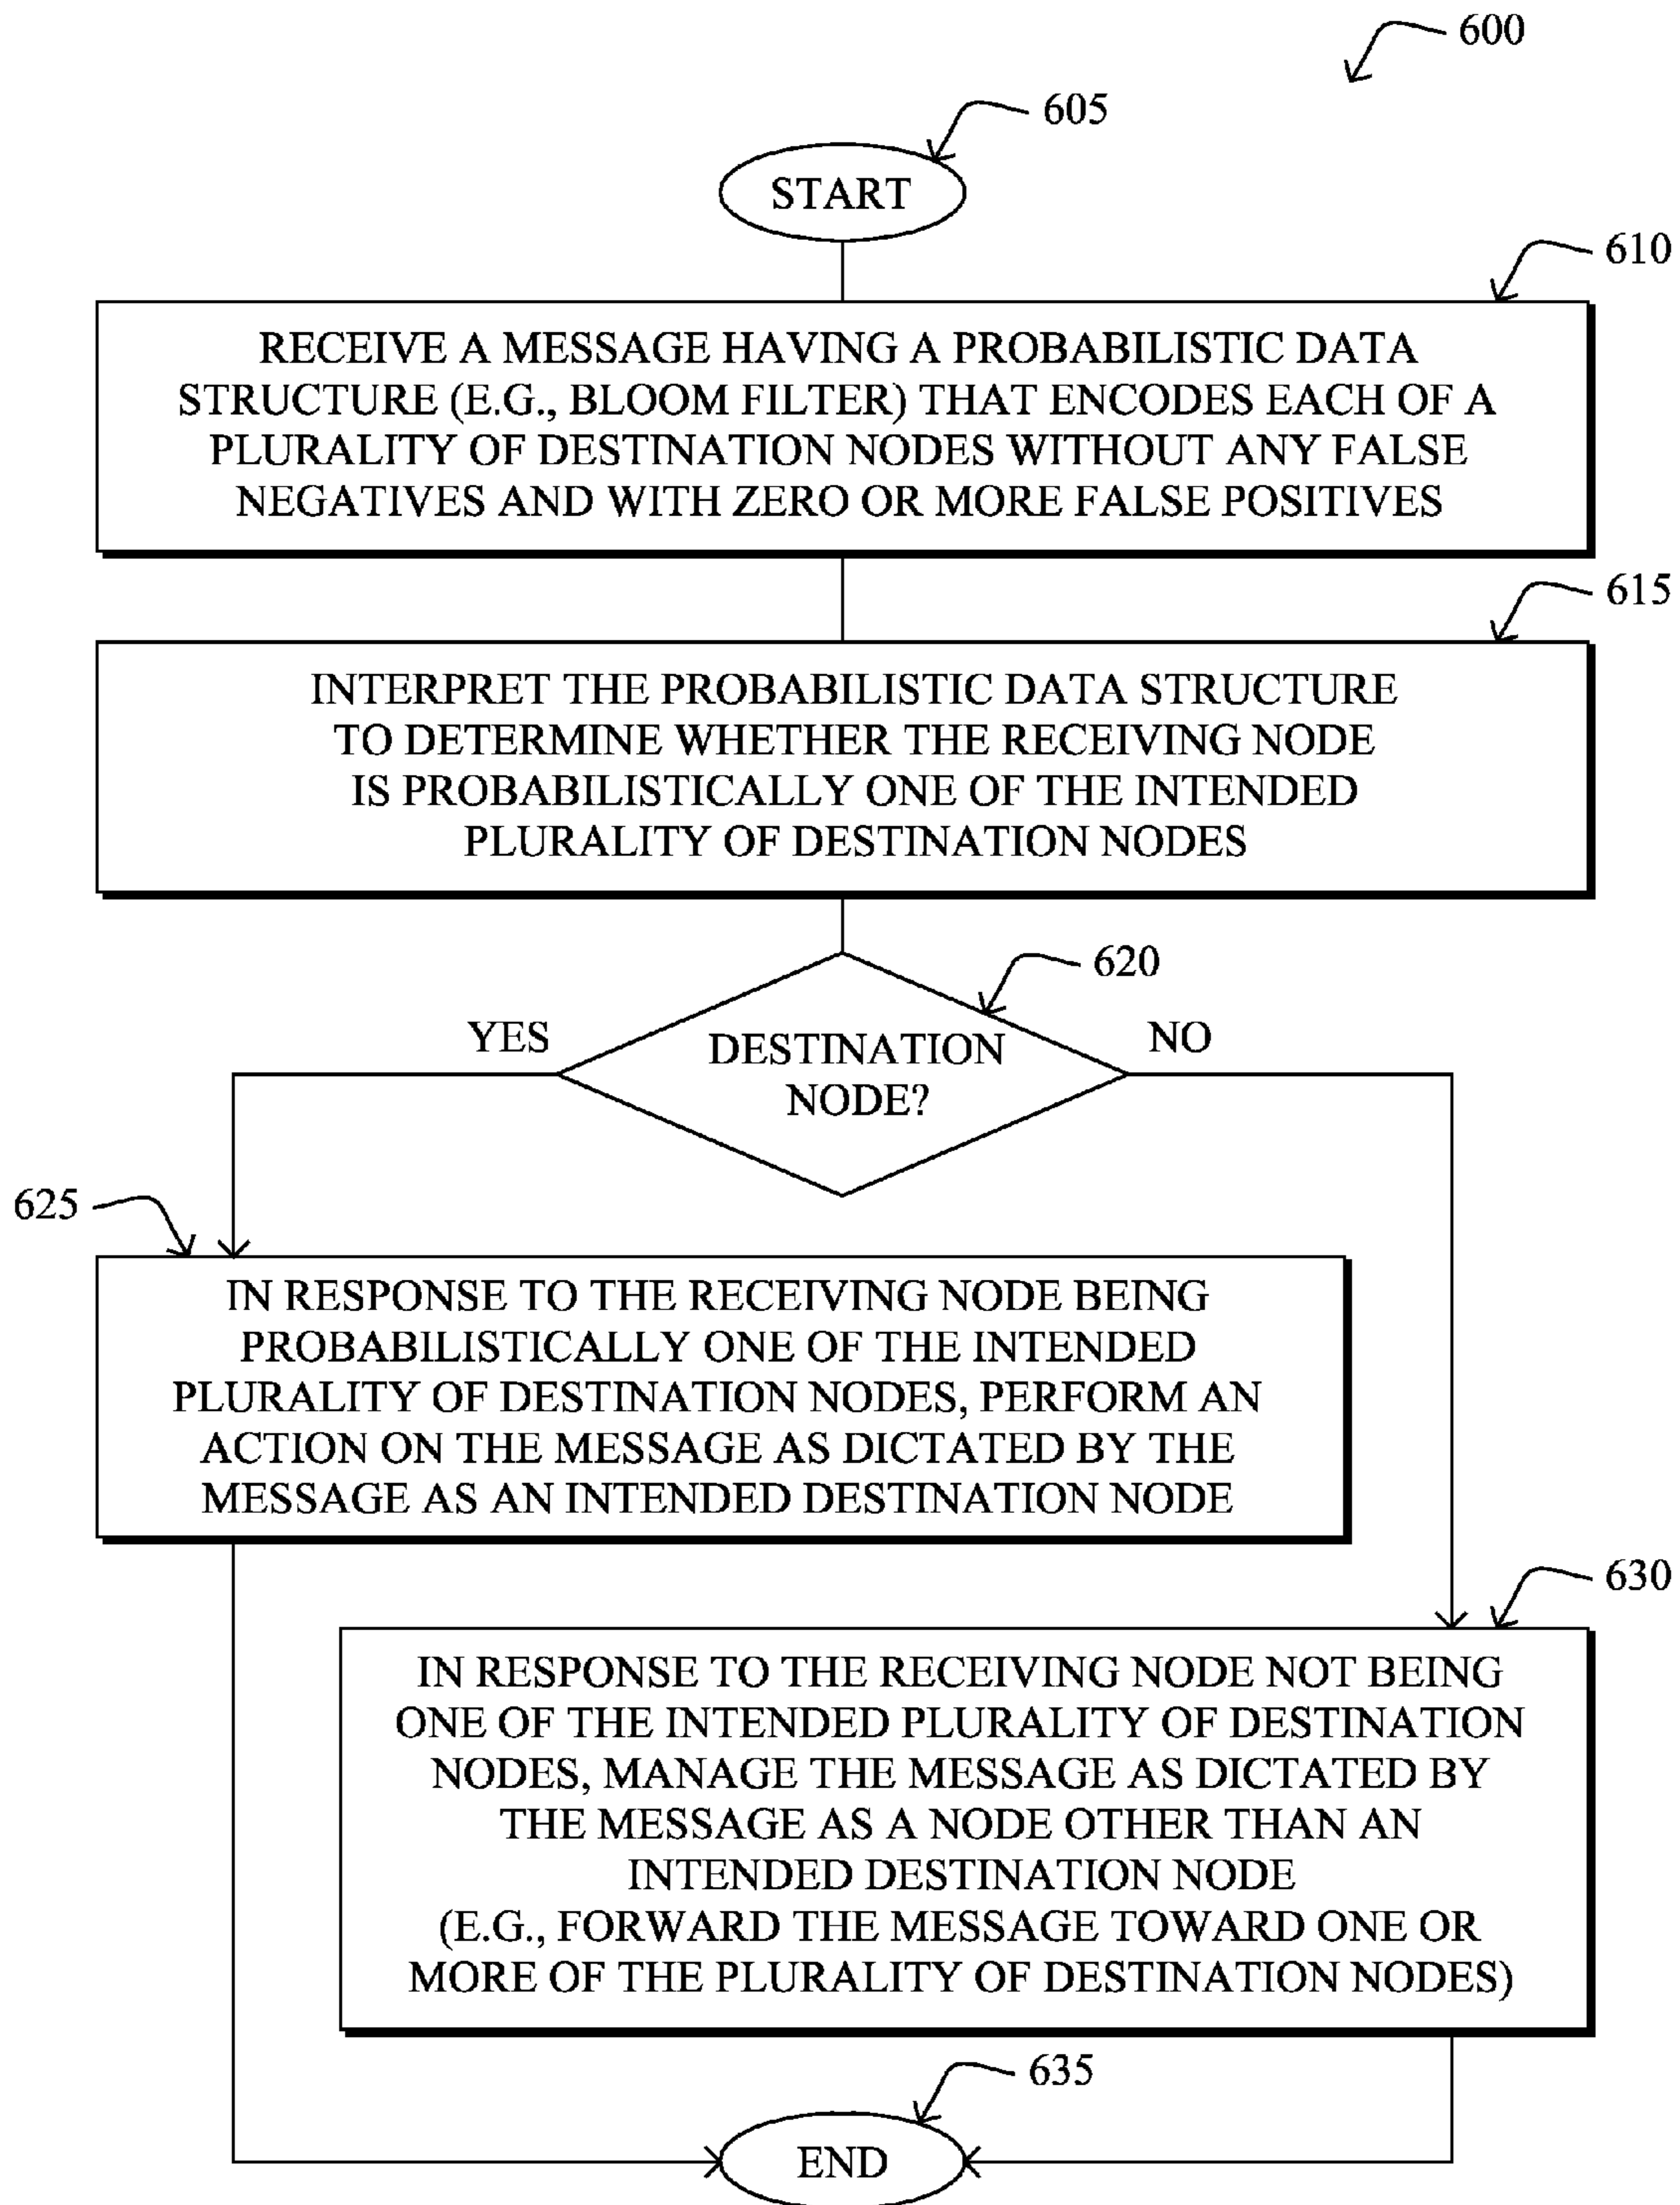 600
605
START
610
RECEIVE A MESSAGE HAVING A PROBABILISTIC DATA
STRUCTURE (E.G., BLOOM FILTER) THAT ENCODES EACH OF A
PLURALITY OF DESTINATION NODES WITHOUT ANY FALSE
NEGATIVES AND WITH ZERO OR MORE FALSE POSITIVES
615
INTERPRET THE PROBABILISTIC DATA STRUCTURE
TO DETERMINE WHETHER THE RECEIVING NODE
IS PROBABILISTICALLY ONE OF THE INTENDED
PLURALITY OF DESTINATION NODES
620
YES
DESTINATION
NODE?
NO
625
IN RESPONSE TO THE RECEIVING NODE BEING
PROBABILISTICALLY ONE OF THE INTENDED
PLURALITY OF DESTINATION NODES, PERFORM AN
ACTION ON THE MESSAGE AS DICTATED BY THE
MESSAGE AS AN INTENDED DESTINATION NODE
630
IN RESPONSE TO THE RECEIVING NODE NOT BEING
ONE OF THE INTENDED PLURALITY OF DESTINATION
NODES, MANAGE THE MESSAGE AS DICTATED BY
THE MESSAGE AS A NODE OTHER THAN AN
INTENDED DESTINATION NODE
(E.G., FORWARD THE MESSAGE TOWARD ONE OR
MORE OF THE PLURALITY OF DESTINATION NODES)
635
END